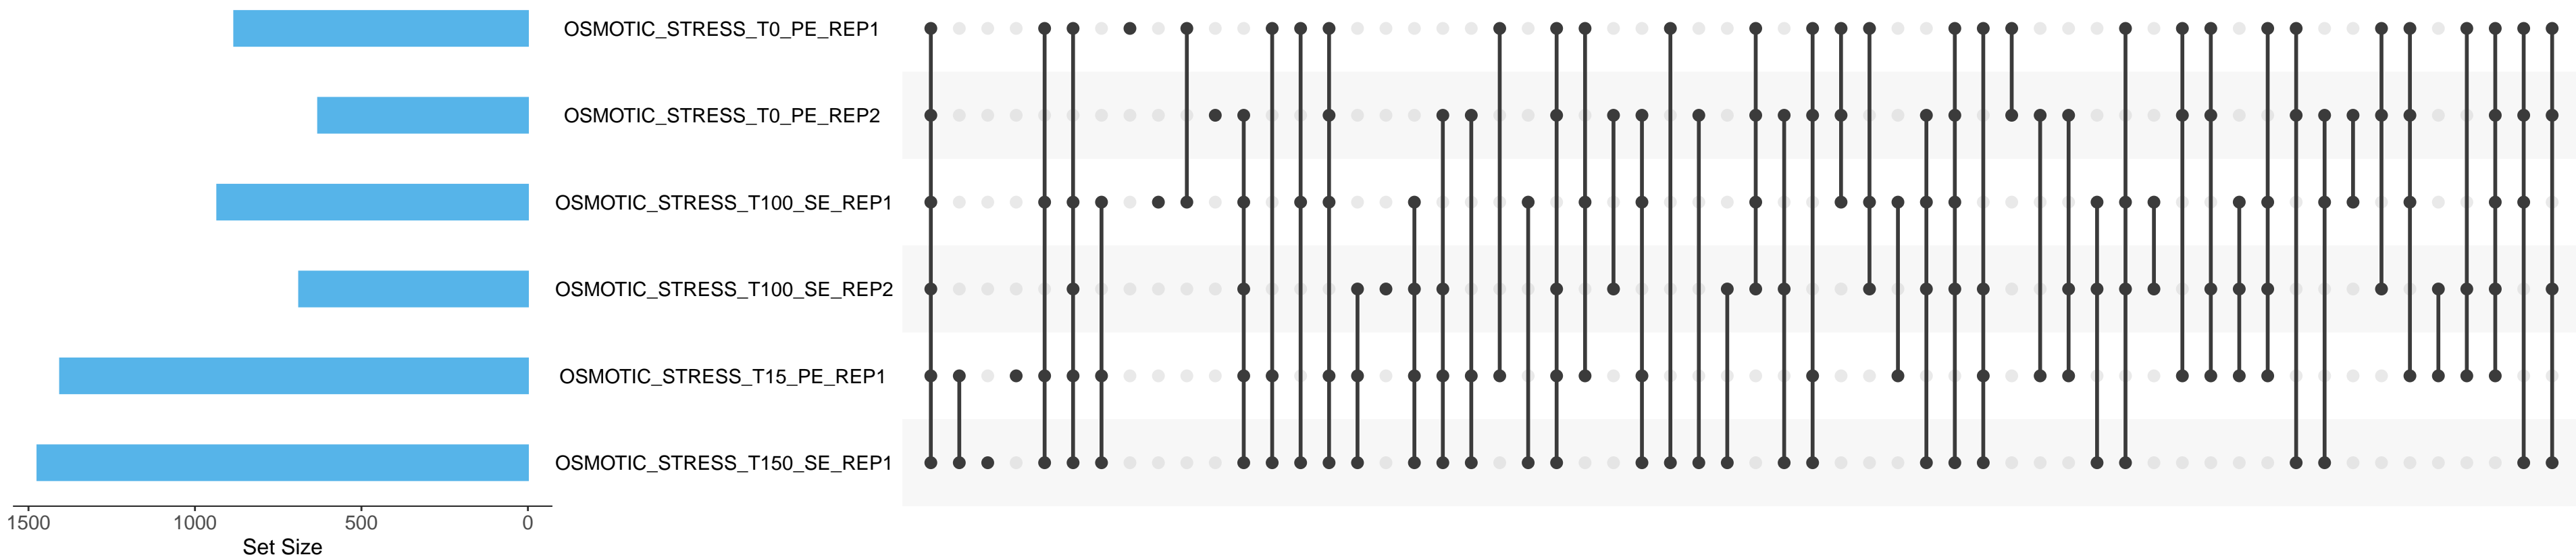 OSMOTIC_STRESS_T0_PE_REP1
OSMOTIC_STRESS_T0_PE_REP2
OSMOTIC_STRESS_T100_SE_REP1
OSMOTIC_STRESS_T100_SE_REP2
OSMOTIC_STRESS_T15_PE_REP1
OSMOTIC_STRESS_T150_SE_REP1
1500 1000 500 0
Set Size